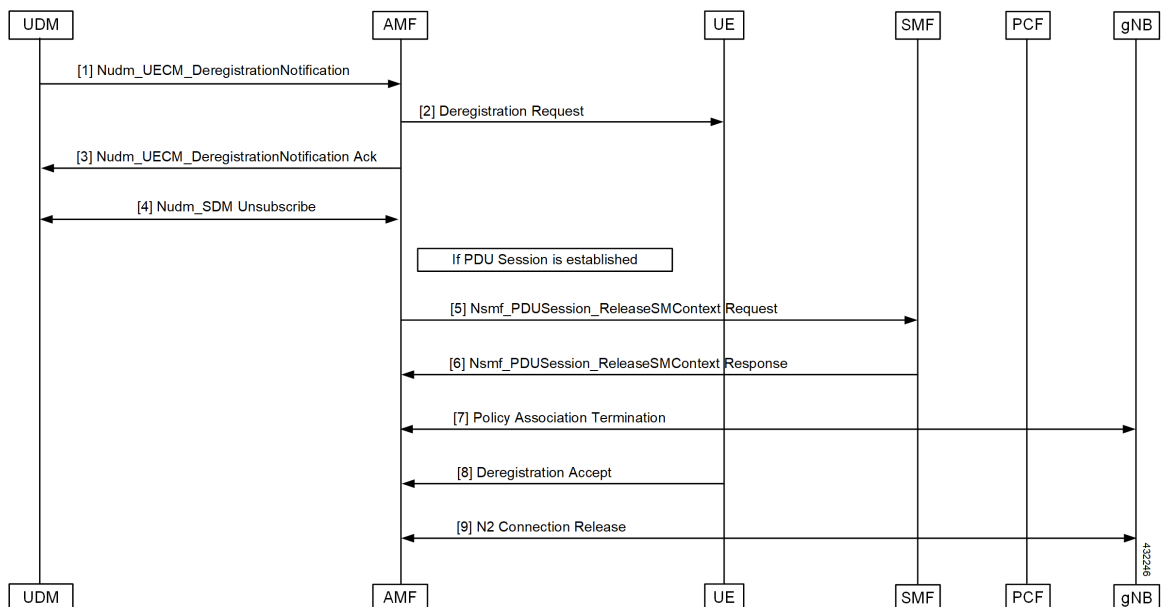 UDM
AMF
UE
SMF
PCF
gNB
[1] Nudm_UECM_DeregistrationNotification
[2] Deregistration Request
[3] Nudm_UECM_DeregistrationNotification Ack
[4] Nudm_SDM Unsubscribe
If PDU Session is established
[5] Nsmf_PDUSession_ReleaseSMContext Request
[6] Nsmf_PDUSession_ReleaseSMContext Response
[7] Policy Association Termination
[8] Deregistration Accept
[9] N2 Connection Release
432246
UDM
AMF
UE
SMF
PCF
gNB